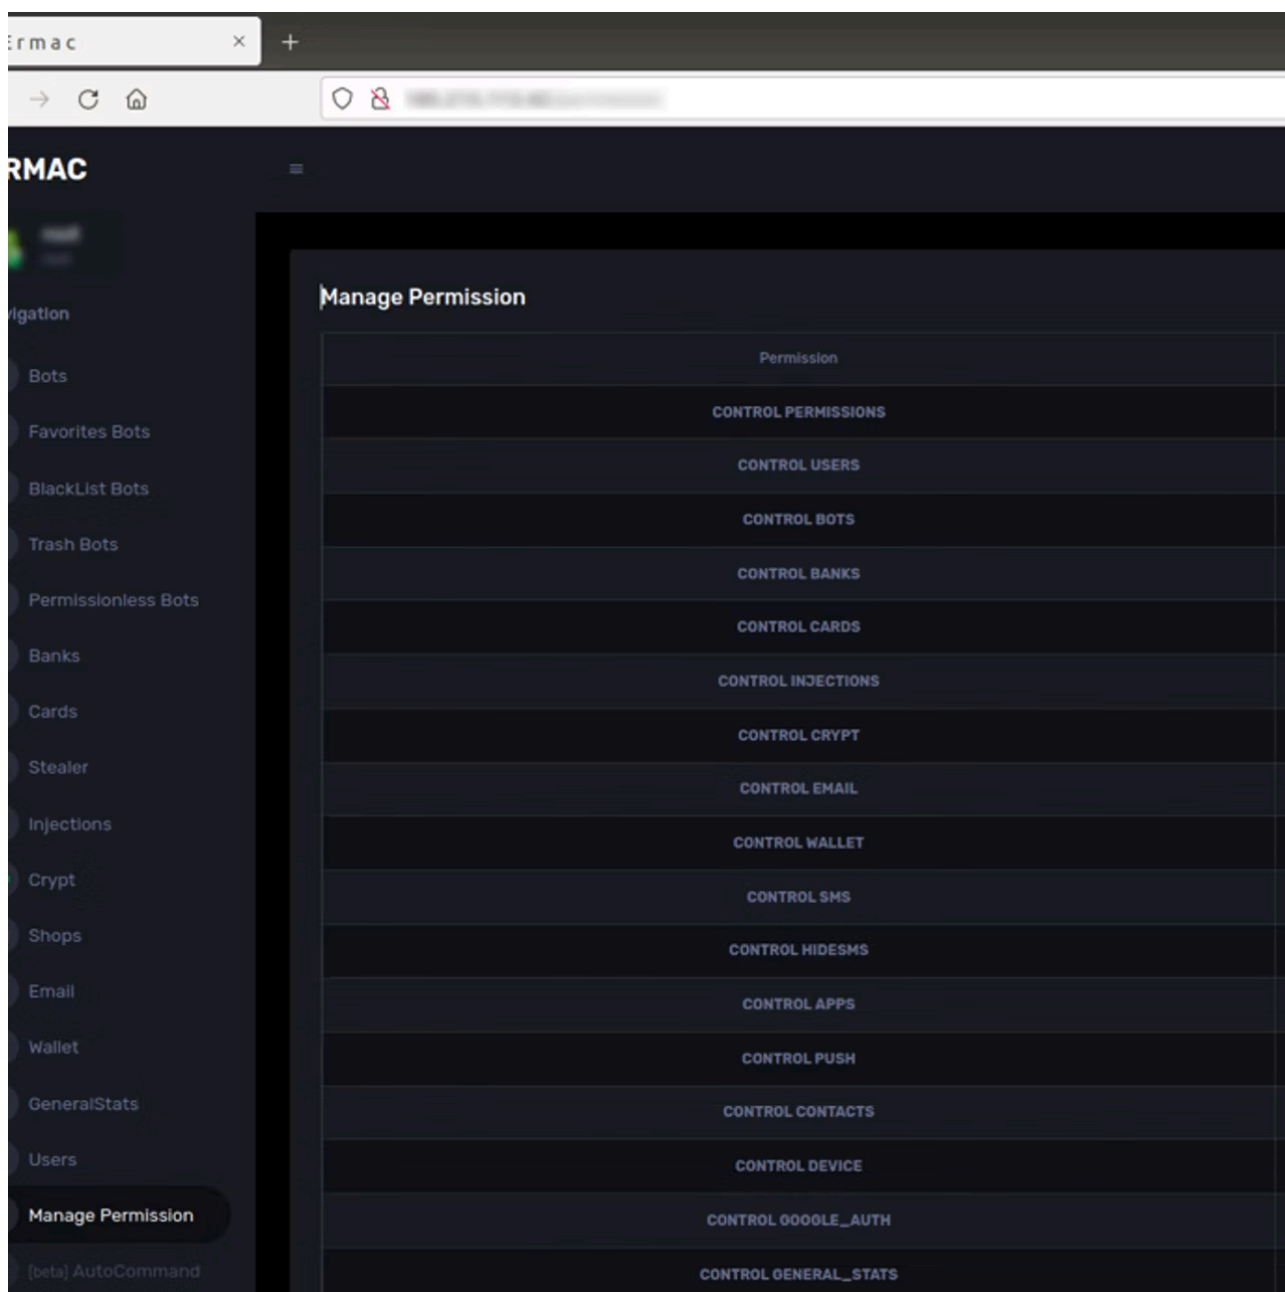 Ermac
RMAC
vigation
Bots
Favorites Bots
BlackList Bots
Trash Bots
Permissionless Bots
Banks
Cards
Stealer
Injections
Crypt
Shops
Email
Wallet
GeneralStats
Users
Manage Permission
[beta] AutoCommand
Manage Permission
Permission
CONTROL PERMISSIONS
CONTROL USERS
CONTROL BOTS
CONTROL BANKS
CONTROL CARDS
CONTROL INJECTIONS
CONTROL CRYPT
CONTROL EMAIL
CONTROL WALLET
CONTROL SMS
CONTROL HIDESMS
CONTROL APPS
CONTROL PUSH
CONTROL CONTACTS
CONTROL DEVICE
CONTROL GOOGLE_AUTH
CONTROL GENERAL_STATS